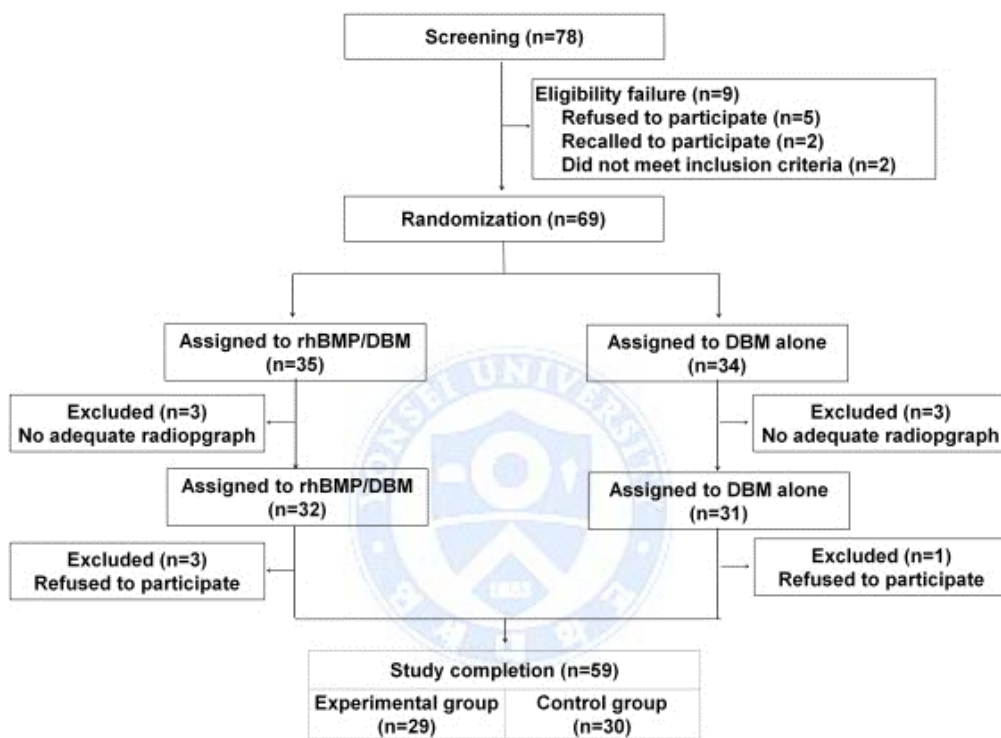 Screening (n=78)
Eligibility failure (n=9)
Refused to participate (n=5)
Recalled to participate (n=2)
Did not meet inclusion criteria (n=2)
Randomization (n=69)
Assigned to rhBMP/DBM
(n=35)
Assigned to DBM alone
(n=34)
Excluded (n=3)
No adequate radiopgraph
Excluded (n=3)
No adequate radiopgraph
Assigned to rhBMP/DBM
(n=32)
Assigned to DBM alone
(n=31)
Excluded (n=3)
Refused to participate
Excluded (n=1)
Refused to participate
Study completion (n=59)
Experimental group
(n=29)
Control group
(n=30)
YONSEI UNIVERSITY
1885